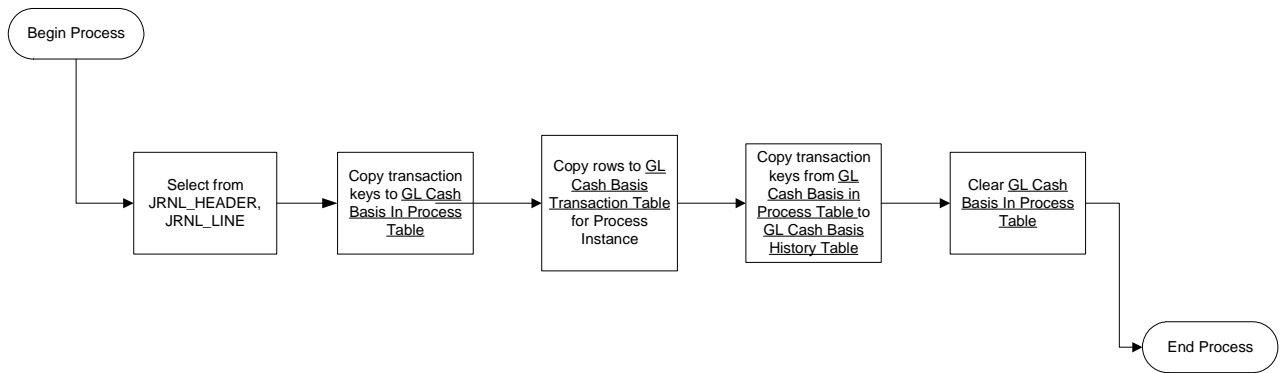 Begin Process
Select from
JRNL_HEADER,
JRNL_LINE
Copy transaction
keys to GL Cash
Basis In Process
Table
Copy rows to GL
Cash Basis
Transaction Table
for Process
Instance
Copy transaction
keys from GL
Cash Basis in
Process Table to
GL Cash Basis
History Table
Clear GL Cash
Basis In Process
Table
End Process